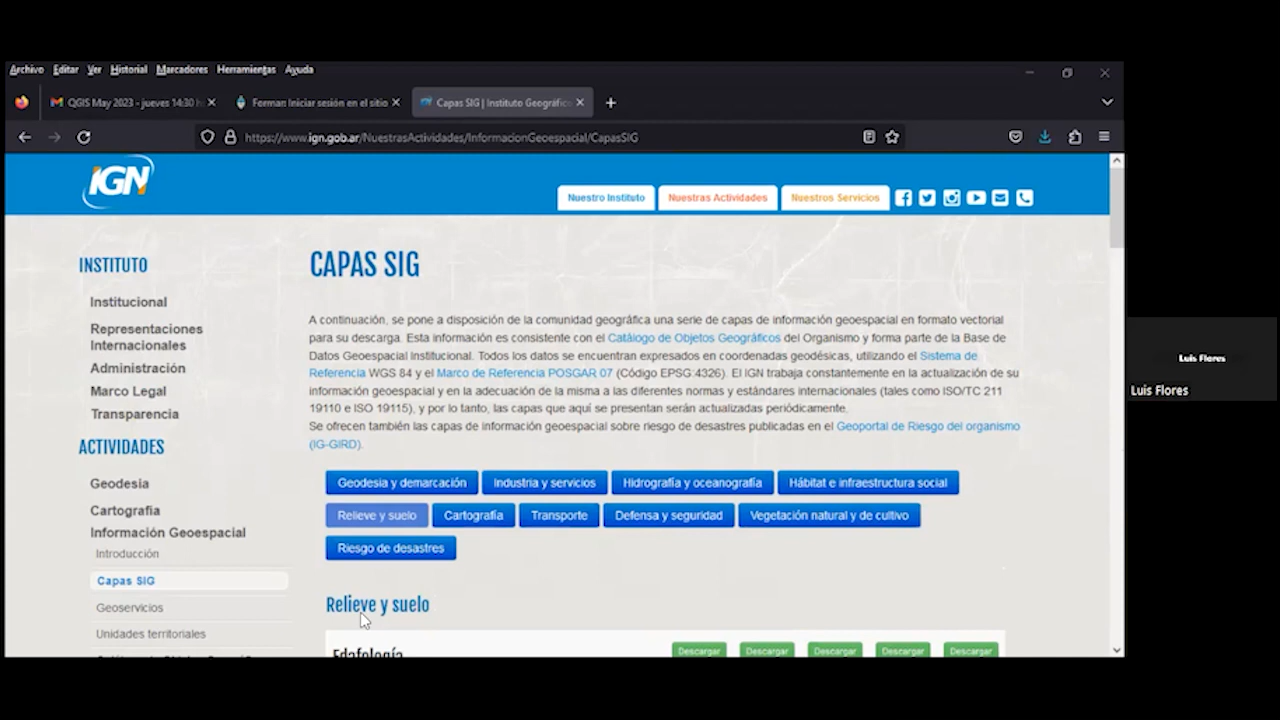 Archivo Editar Ver Historial Marcadores Herramientas Ayuda
QGIS May 2023 - jueves 14:30 h
Formar: Iniciar sesión en el sitio
Capas SIG | Instituto Geográfic
https://www.ign.gob.ar/NuestrasActividades/InformacionGeoespacial/CapasSIG
IGN
Nuestro Instituto Nuestras Actividades Nuestros Servicios
INSTITUTO
Institucional
Representaciones
Internacionales
Administración
Marco Legal
Transparencia
ACTIVIDADES
Geodesia
Cartografia
Información Geoespacial
Introducción
Capas SIG
Geoservicios
Unidades territoriales
CAPAS SIG
A continuación, se pone a disposición de la comunidad geográfica una serie de capas de información geoespacial en formato vectorial
para su descarga. Esta información es consistente con el Catálogo de Objetos Geográficos del Organismo y forma parte de la Base de
Datos Geoespacial Institucional. Todos los datos se encuentran expresados en coordenadas geodésicas, utilizando el Sistema de
Referencia WGS 84 y el Marco de Referencia POSGAR 07 (Código EPSG:4326). El IGN trabaja constantemente en la actualización de su
información geoespacial y en la adecuación de la misma a las diferentes normas y estándares internacionales (tales como ISO/TC 211
19110 e ISO 19115), y por lo tanto, las capas que aquí se presentan serán actualizadas periódicamente.
Se ofrecen también las capas de información geoespacial sobre riesgo de desastres publicadas en el Geoportal de Riesgo del organismo
(IG-GIRD).
Geodesia y demarcación Industria y servicios Hidrografía y oceanografía Hábitat e infraestructura social
Relieve y suelo Cartografía Transporte Defensa y seguridad Vegetación natural y de cultivo
Riesgo de desastres
Relieve y suelo
Edafología Descargar Descargar Descargar Descargar Descargar
Luis Flores
Luis Flores